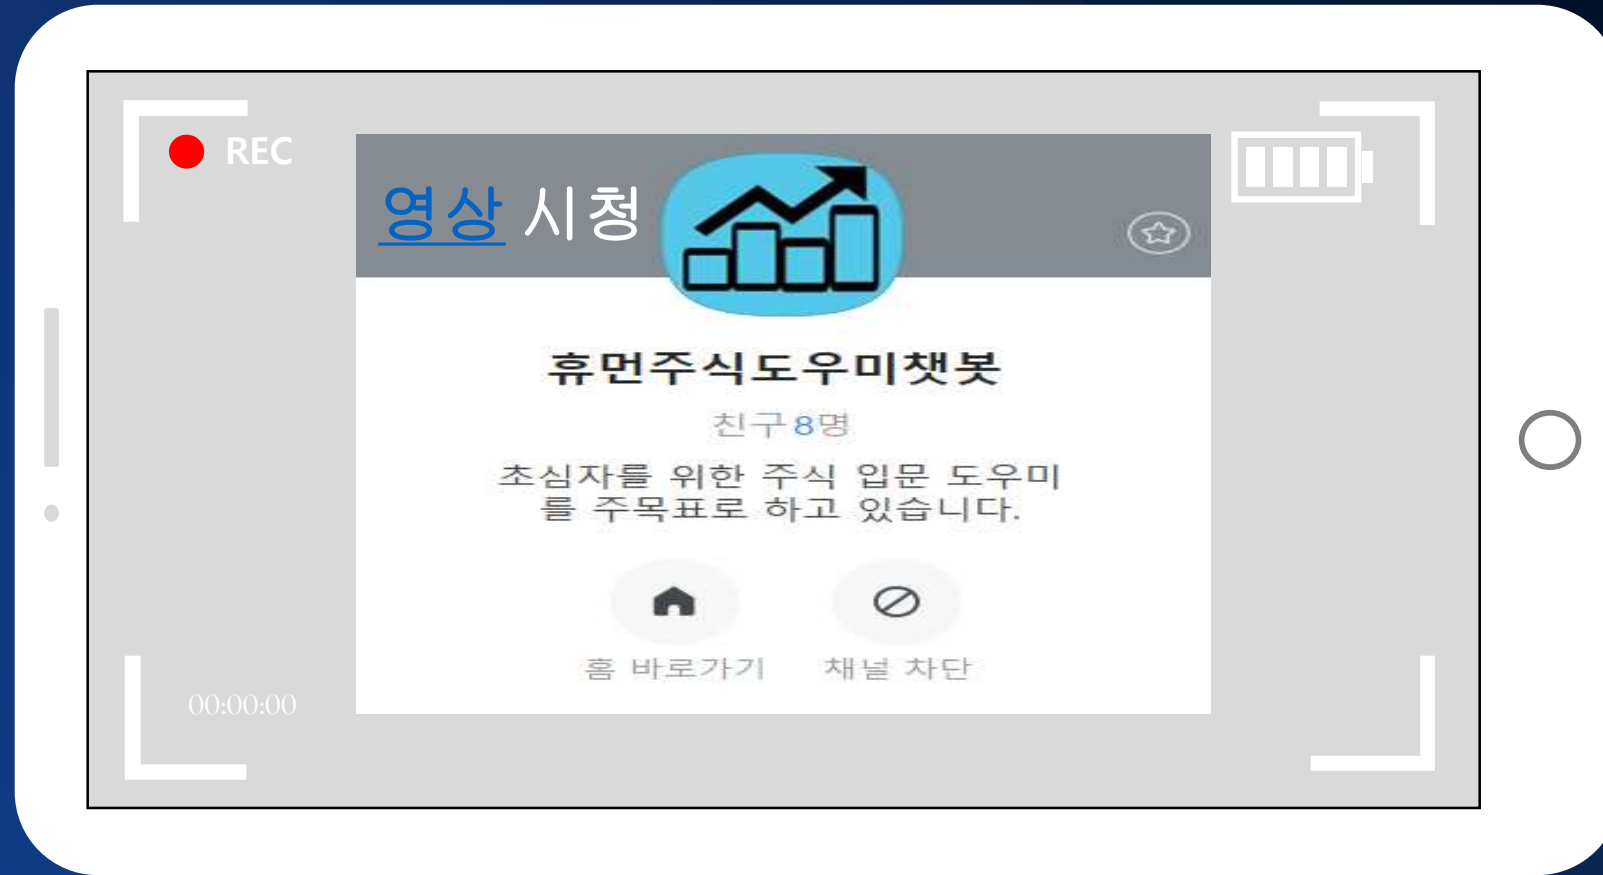 REC
영상 시청
휴먼주식도우미챗봇
친구8명
초심자를 위한 주식 입문 도우미
를 주목표로 하고 있습니다.
홈 바로가기 채널 차단
00:00:00